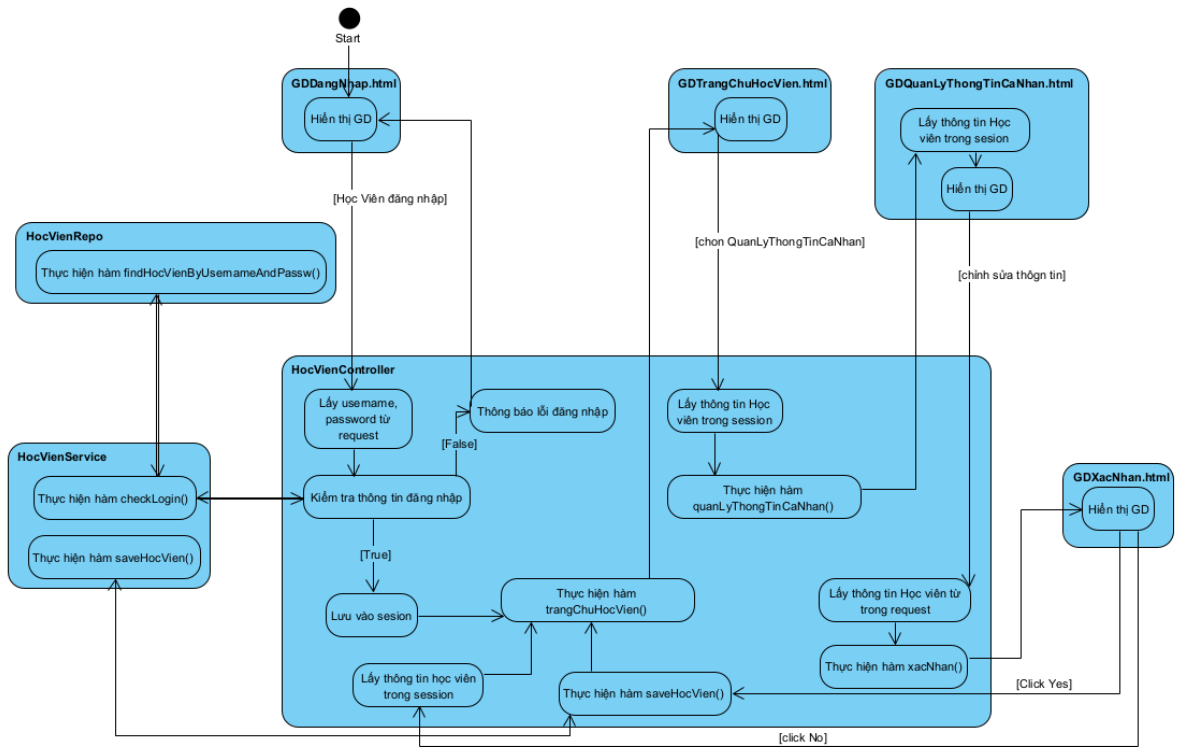 Start
GDDangNhap.html
Hiển thị GD
[Học Viên đăng nhập]
GDTrangChuHocVien.html
Hiển thị GD
[chon QuanLyThongTinCaNhan]
GDQuanLyThongTinCaNhan.html
Lấy thông tin Học
viên trong sesion
Hiển thị GD
[chỉnh sửa thôgn tin]
HocVienRepo
Thực hiện hàm findHocVienByUsernameAndPassw()
HocVienService
Thực hiện hàm checkLogin()
Thực hiện hàm saveHocVien()
HocVienController
Lấy username,
password từ
request
Thông báo lỗi đăng nhập
[False]
Kiểm tra thông tin đăng nhập
[True]
Lưu vào sesion
Thực hiện hàm
trangChuHocVien()
Lấy thông tin học viên
trong session
Thực hiện hàm saveHocVien()
Lấy thông tin Học
viên trong session
Thực hiện hàm
quanLyThongTinCaNhan()
Lấy thông tin Học viên từ
trong request
Thực hiện hàm xacNhan()
GDXacNhan.html
Hiển thị GD
[Click Yes]
[click No]